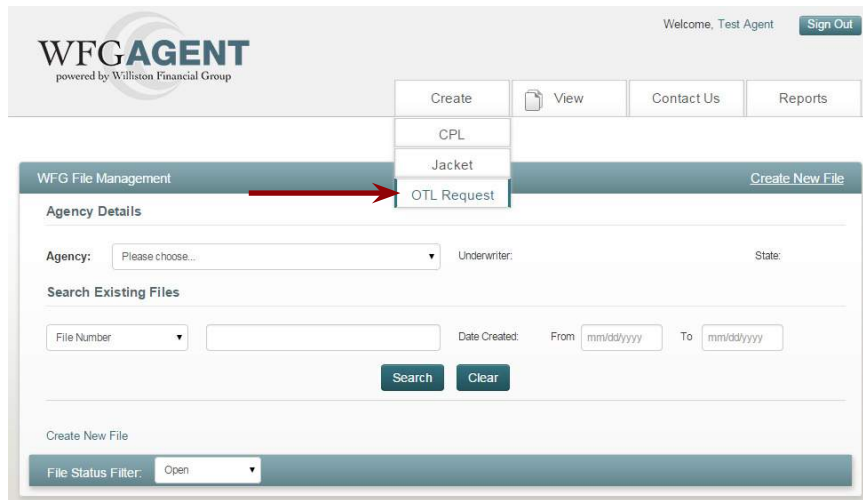 Welcome, Test Agent Sign Out
WFGAGENT
powered by Williston Financial Group
Create View Contact Us Reports
CPL
Jacket
OTL Request
WFG File Management Create New File
Agency Details
Agency: Please choose... Underwriter: State:
Search Existing Files
File Number Date Created: From mm/dd/yyyy To mm/dd/yyyy
Search Clear
Create New File
File Status Filter: Open